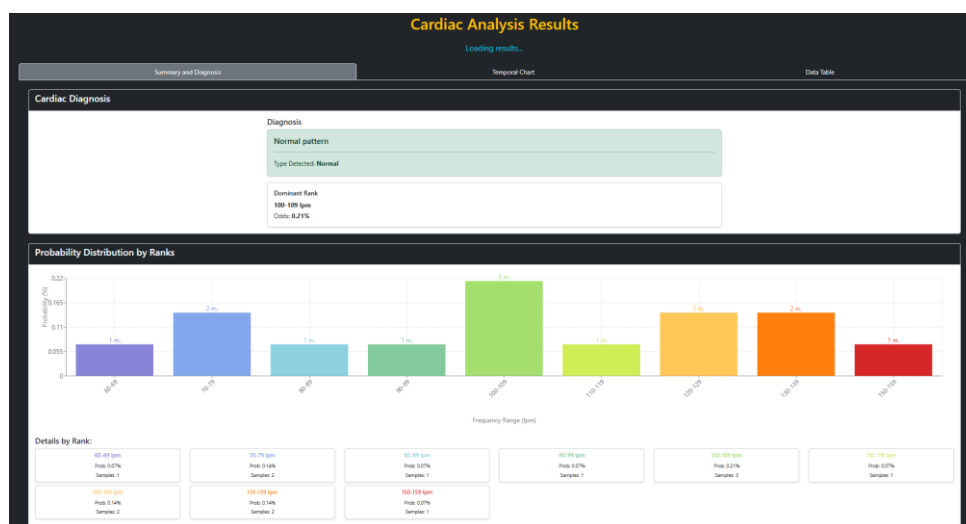 Cardiac Analysis Results
Loading results...
Summary and Diagnosis
Temporal Chart
Data Table
Cardiac Diagnosis
Diagnosis
Normal pattern
Type Detected: Normal
Dominant Rank
100-109 lpm
Odds: 0.21%
Probability Distribution by Ranks
Probability (%)
0.22
0.165
0.11
0.055
0
1 m.
2 m.
1 m.
1 m.
3 m.
1 m.
2 m.
2 m.
1 m.
60-69
70-79
80-89
90-99
100-109
110-119
120-129
130-139
150-159
Frequency Range (lpm)
Details by Rank:
60-69 lpm
Prob: 0.07%
Samples: 1
70-79 lpm
Prob: 0.14%
Samples: 2
80-89 lpm
Prob: 0.07%
Samples: 1
90-99 lpm
Prob: 0.07%
Samples: 1
100-109 lpm
Prob: 0.21%
Samples: 3
110-119 lpm
Prob: 0.07%
Samples: 1
120-129 lpm
Prob: 0.14%
Samples: 2
130-139 lpm
Prob: 0.14%
Samples: 2
150-159 lpm
Prob: 0.07%
Samples: 1